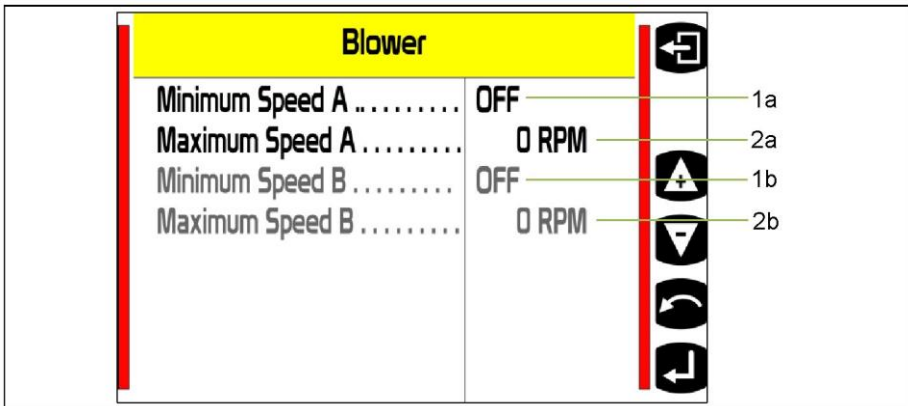 Blower
Minimum Speed A .. . . . . . . . . OFF 1a
Maximum Speed A . . . . . . . . . 0 RPM 2a
Minimum Speed B . . . . . . . . . OFF 1b
Maximum Speed B . . . . . . . . . 0 RPM 2b
+
-